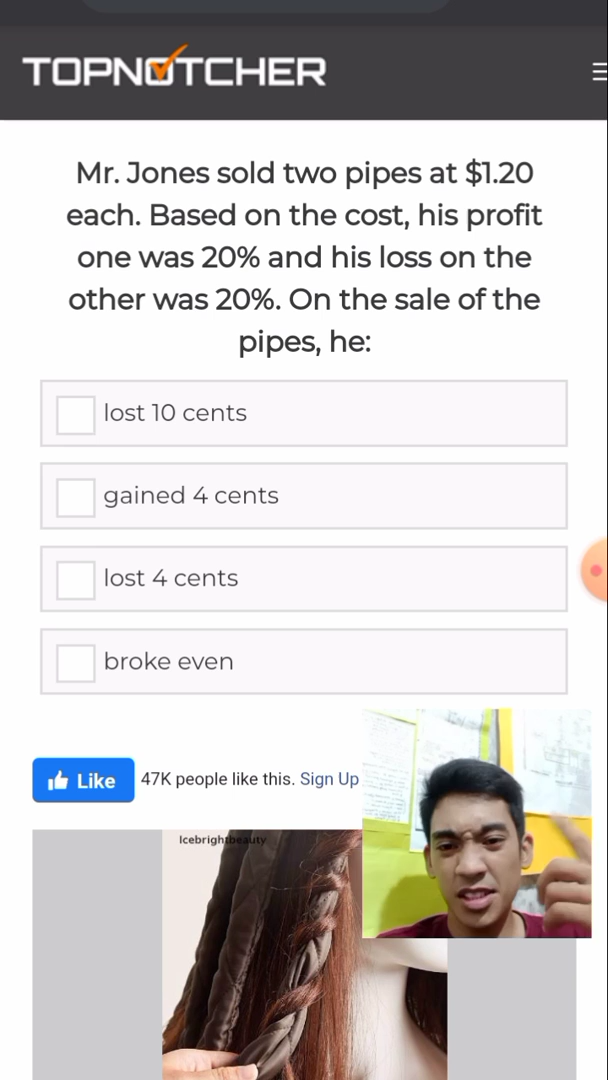 TOPNOTCHER
Mr. Jones sold two pipes at $1.20
each. Based on the cost, his profit
one was 20% and his loss on the
other was 20%. On the sale of the
pipes, he:
lost 10 cents
gained 4 cents
lost 4 cents
broke even
Like 47K people like this. Sign Up
Icebrightbeauty